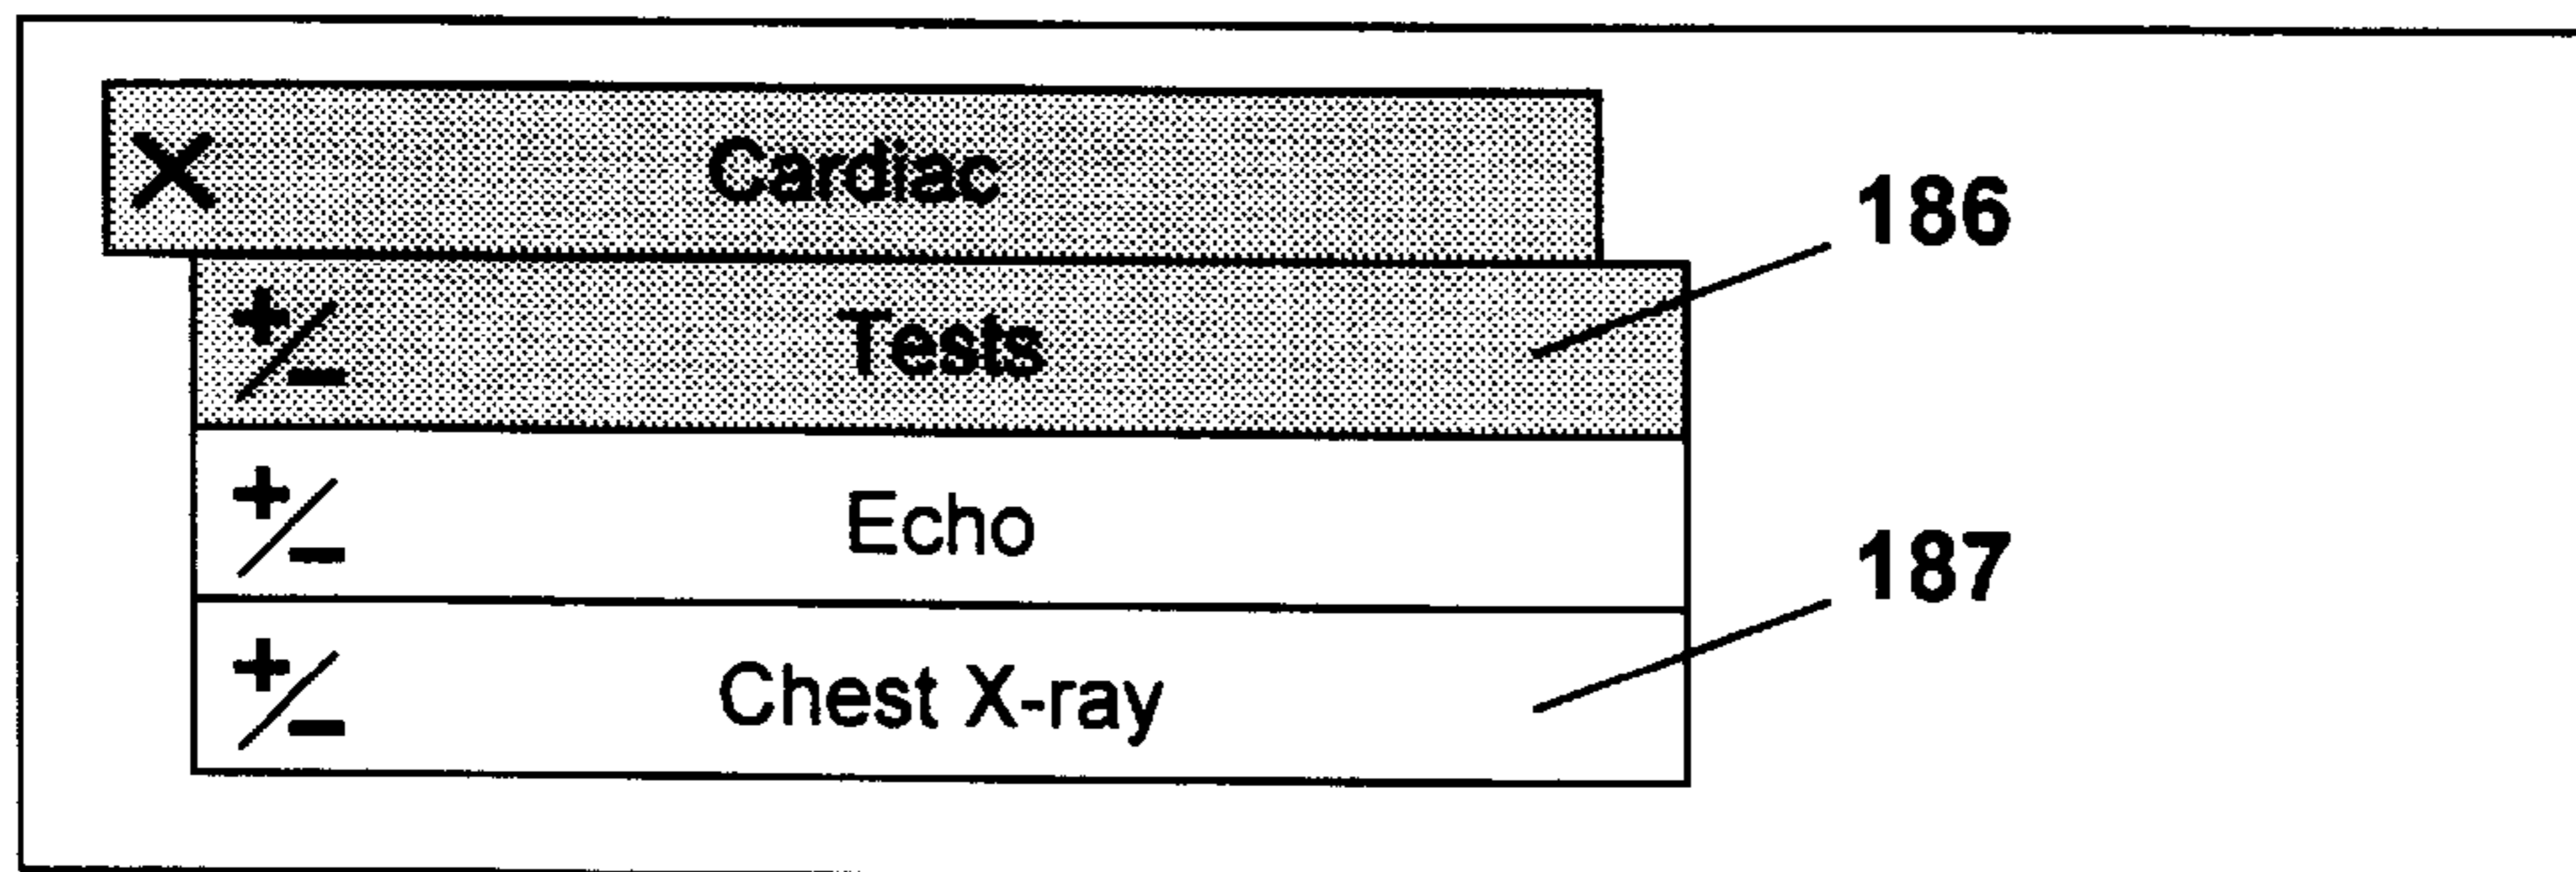 Cardiac
186
+/- Tests
+/- Echo
187
+/- Chest X-ray